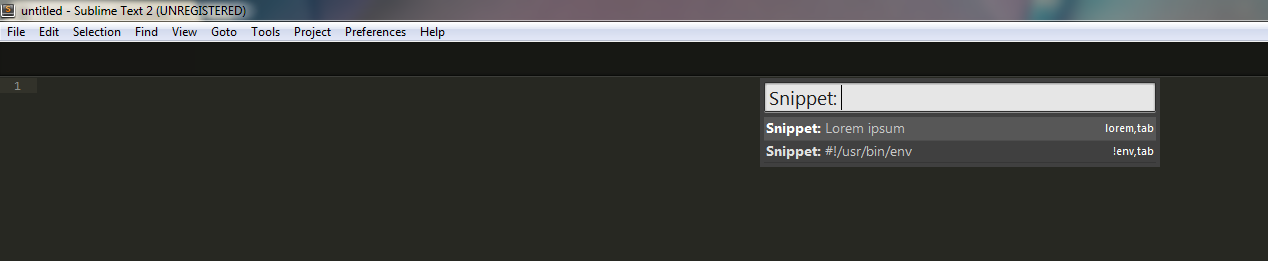 untitled - Sublime Text 2 (UNREGISTERED)
File Edit Selection Find View Goto Tools Project Preferences Help
1
Snippet:
Snippet: Lorem ipsum lorem,tab
Snippet: #!/usr/bin/env !env,tab